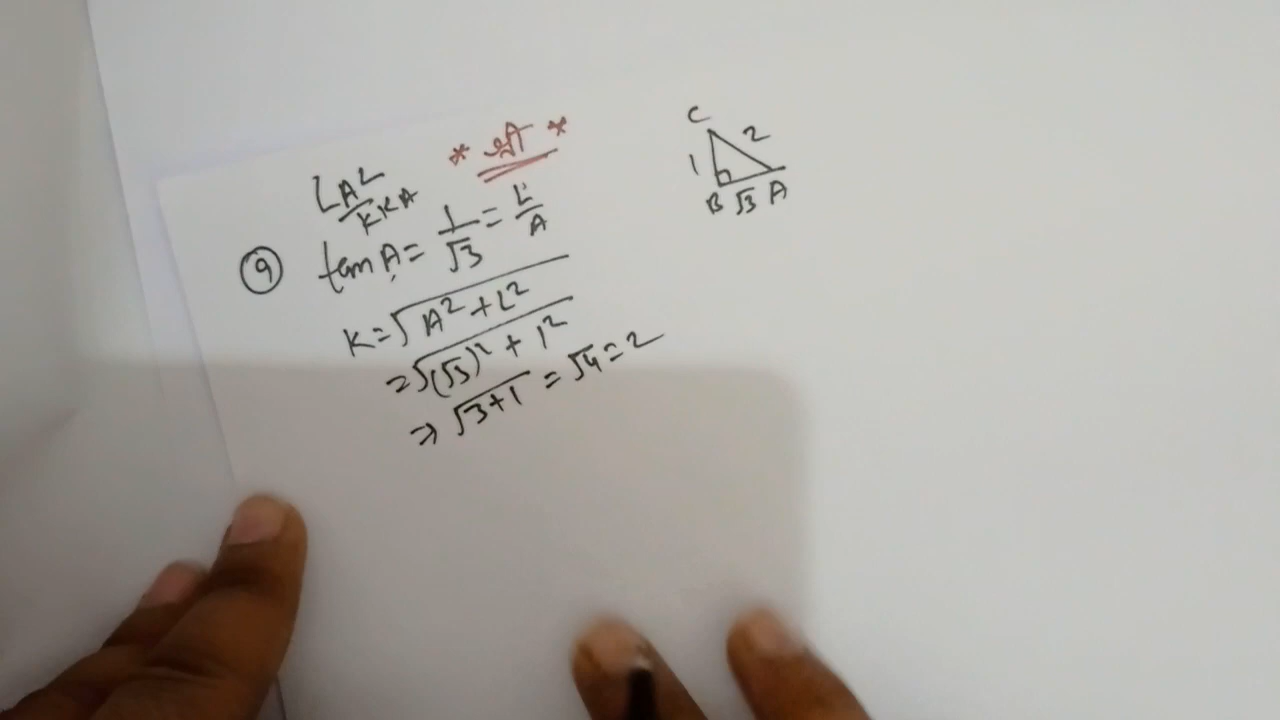 * श्री *
LAL
KKA
(9) tan A = 1/√3 = L/A
K = √A² + L²
= √(√3)² + 1²
⇒ √3+1 = √4 = 2
C
1 2
B √3 A